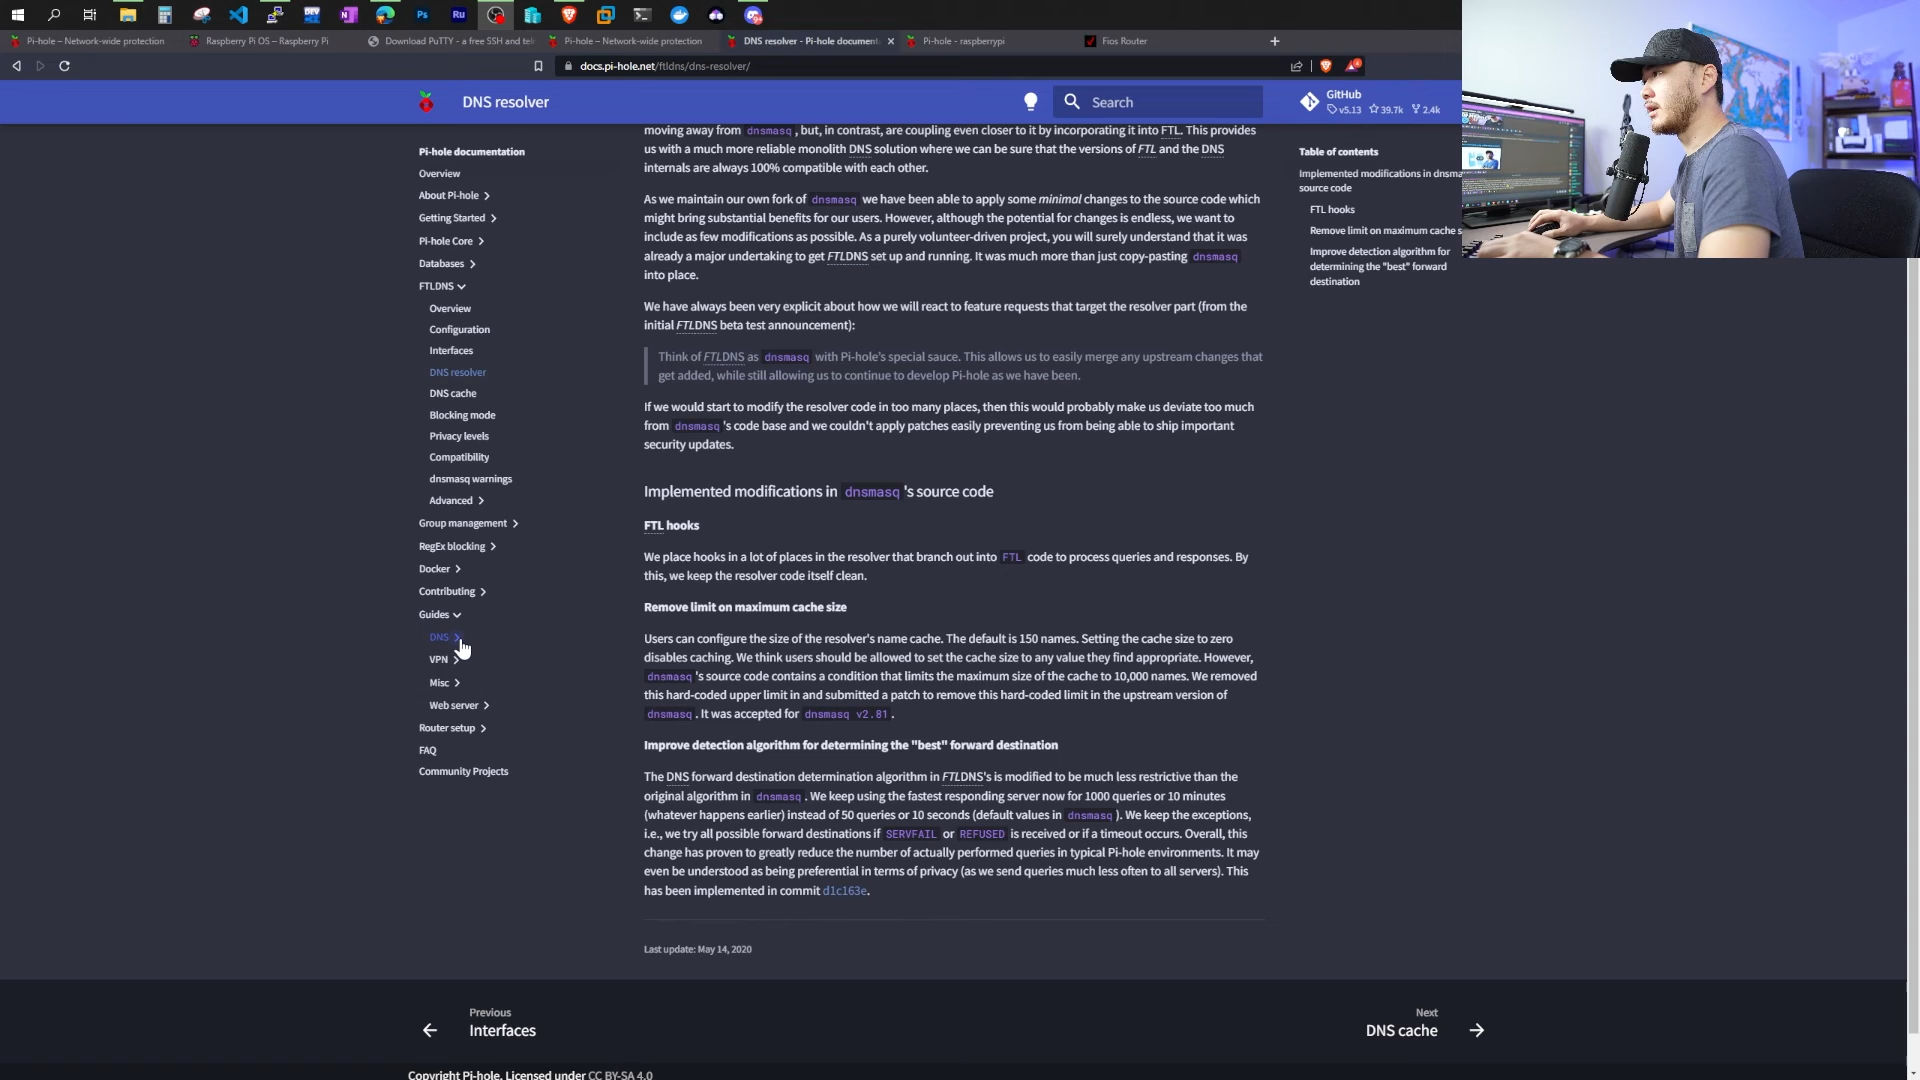 Pi-hole – Network-wide protection
Raspberry Pi OS – Raspberry Pi
Download PuTTY - a free SSH and tel
Pi-hole – Network-wide protection
DNS resolver - Pi-hole document
Pi-hole - raspberrypi
Fios Router
docs.pi-hole.net/ftldns/dns-resolver/
DNS resolver
Search
GitHub
v5.13 39.7k 2.4k
Pi-hole documentation
Overview
About Pi-hole
Getting Started
Pi-hole Core
Databases
FTLDNS
Overview
Configuration
Interfaces
DNS resolver
DNS cache
Blocking mode
Privacy levels
Compatibility
dnsmasq warnings
Advanced
Group management
RegEx blocking
Docker
Contributing
Guides
DNS
VPN
Misc
Web server
Router setup
FAQ
Community Projects
moving away from dnsmasq , but, in contrast, are coupling even closer to it by incorporating it into FTL. This provides
us with a much more reliable monolith DNS solution where we can be sure that the versions of FTL and the DNS
internals are always 100% compatible with each other.
As we maintain our own fork of dnsmasq we have been able to apply some minimal changes to the source code which
might bring substantial benefits for our users. However, although the potential for changes is endless, we want to
include as few modifications as possible. As a purely volunteer-driven project, you will surely understand that it was
already a major undertaking to get FTLDNS set up and running. It was much more than just copy-pasting dnsmasq
into place.
We have always been very explicit about how we will react to feature requests that target the resolver part (from the
initial FTLDNS beta test announcement):
Think of FTLDNS as dnsmasq with Pi-hole's special sauce. This allows us to easily merge any upstream changes that
get added, while still allowing us to continue to develop Pi-hole as we have been.
If we would start to modify the resolver code in too many places, then this would probably make us deviate too much
from dnsmasq 's code base and we couldn't apply patches easily preventing us from being able to ship important
security updates.
Implemented modifications in dnsmasq 's source code
FTL hooks
We place hooks in a lot of places in the resolver that branch out into FTL code to process queries and responses. By
this, we keep the resolver code itself clean.
Remove limit on maximum cache size
Users can configure the size of the resolver's name cache. The default is 150 names. Setting the cache size to zero
disables caching. We think users should be allowed to set the cache size to any value they find appropriate. However,
dnsmasq 's source code contains a condition that limits the maximum size of the cache to 10,000 names. We removed
this hard-coded upper limit in and submitted a patch to remove this hard-coded limit in the upstream version of
dnsmasq . It was accepted for dnsmasq v2.81 .
Improve detection algorithm for determining the "best" forward destination
The DNS forward destination determination algorithm in FTLDNS's is modified to be much less restrictive than the
original algorithm in dnsmasq . We keep using the fastest responding server now for 1000 queries or 10 minutes
(whatever happens earlier) instead of 50 queries or 10 seconds (default values in dnsmasq ). We keep the exceptions,
i.e., we try all possible forward destinations if SERVFAIL or REFUSED is received or if a timeout occurs. Overall, this
change has proven to greatly reduce the number of actually performed queries in typical Pi-hole environments. It may
even be understood as being preferential in terms of privacy (as we send queries much less often to all servers). This
has been implemented in commit d1c163e.
Last update: May 14, 2020
Table of contents
Implemented modifications in dnsma
source code
FTL hooks
Remove limit on maximum cache s
Improve detection algorithm for
determining the "best" forward
destination
Previous
Interfaces
Next
DNS cache
Copyright Pi-hole. Licensed under CC BY-SA 4.0
DEV
N
Ps
Ru